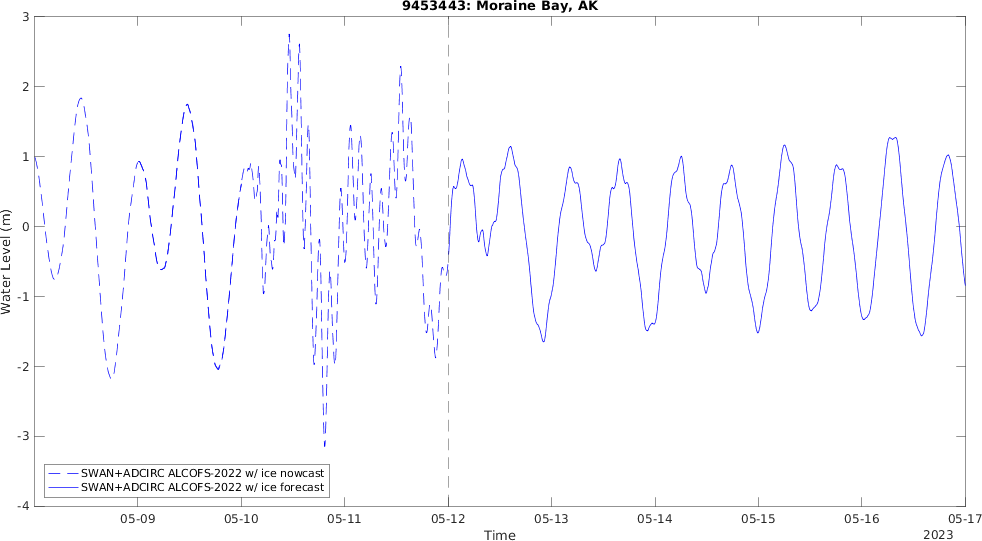 9453443: Moraine Bay, AK
3
2
1
0
-1
-2
-3
-4
Water Level (m)
SWAN+ADCIRC ALCOFS-2022 w/ ice nowcast
SWAN+ADCIRC ALCOFS-2022 w/ ice forecast
05-09 05-10 05-11 05-12 05-13 05-14 05-15 05-16 05-17
Time
2023